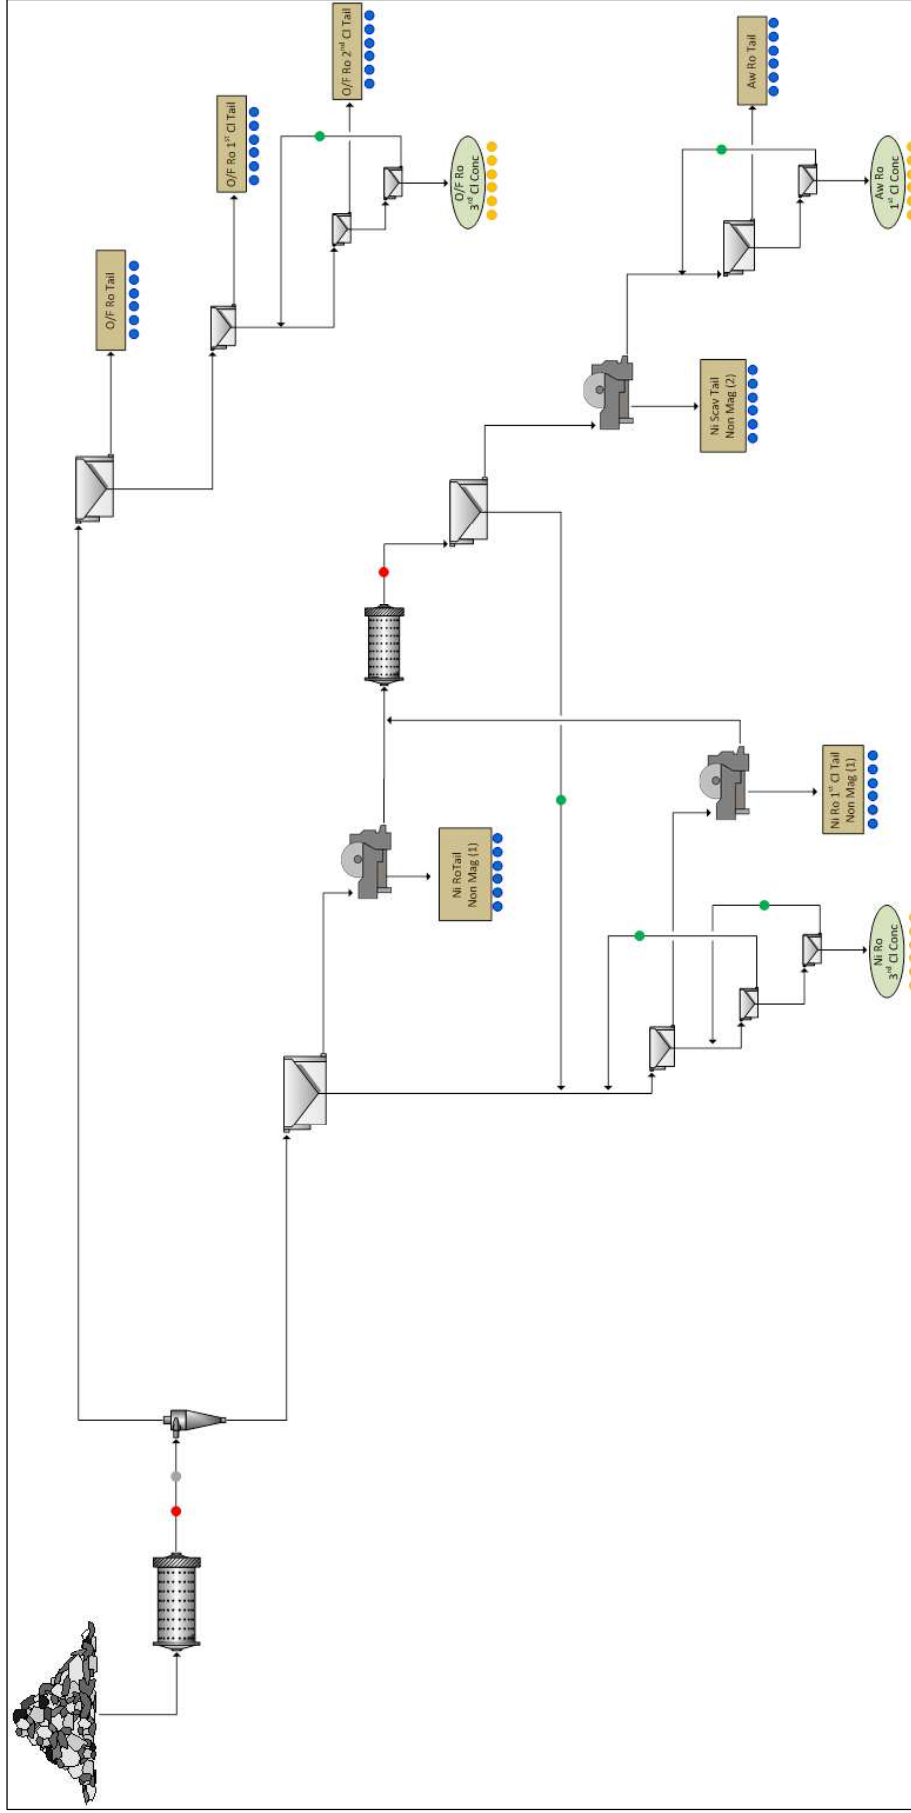 O/F Ro Tail
O/F Ro 1st Cl Tail
O/F Ro 2nd Cl Tail
O/F Ro
3rd Cl Conc
Ni RoTail
Non Mag (1)
Ni Scav Tail
Non Mag (2)
Aw Ro Tail
Ni Ro 1st Cl Tail
Non Mag (1)
Ni Ro
3rd Cl Conc
Aw Ro
1st Cl Conc